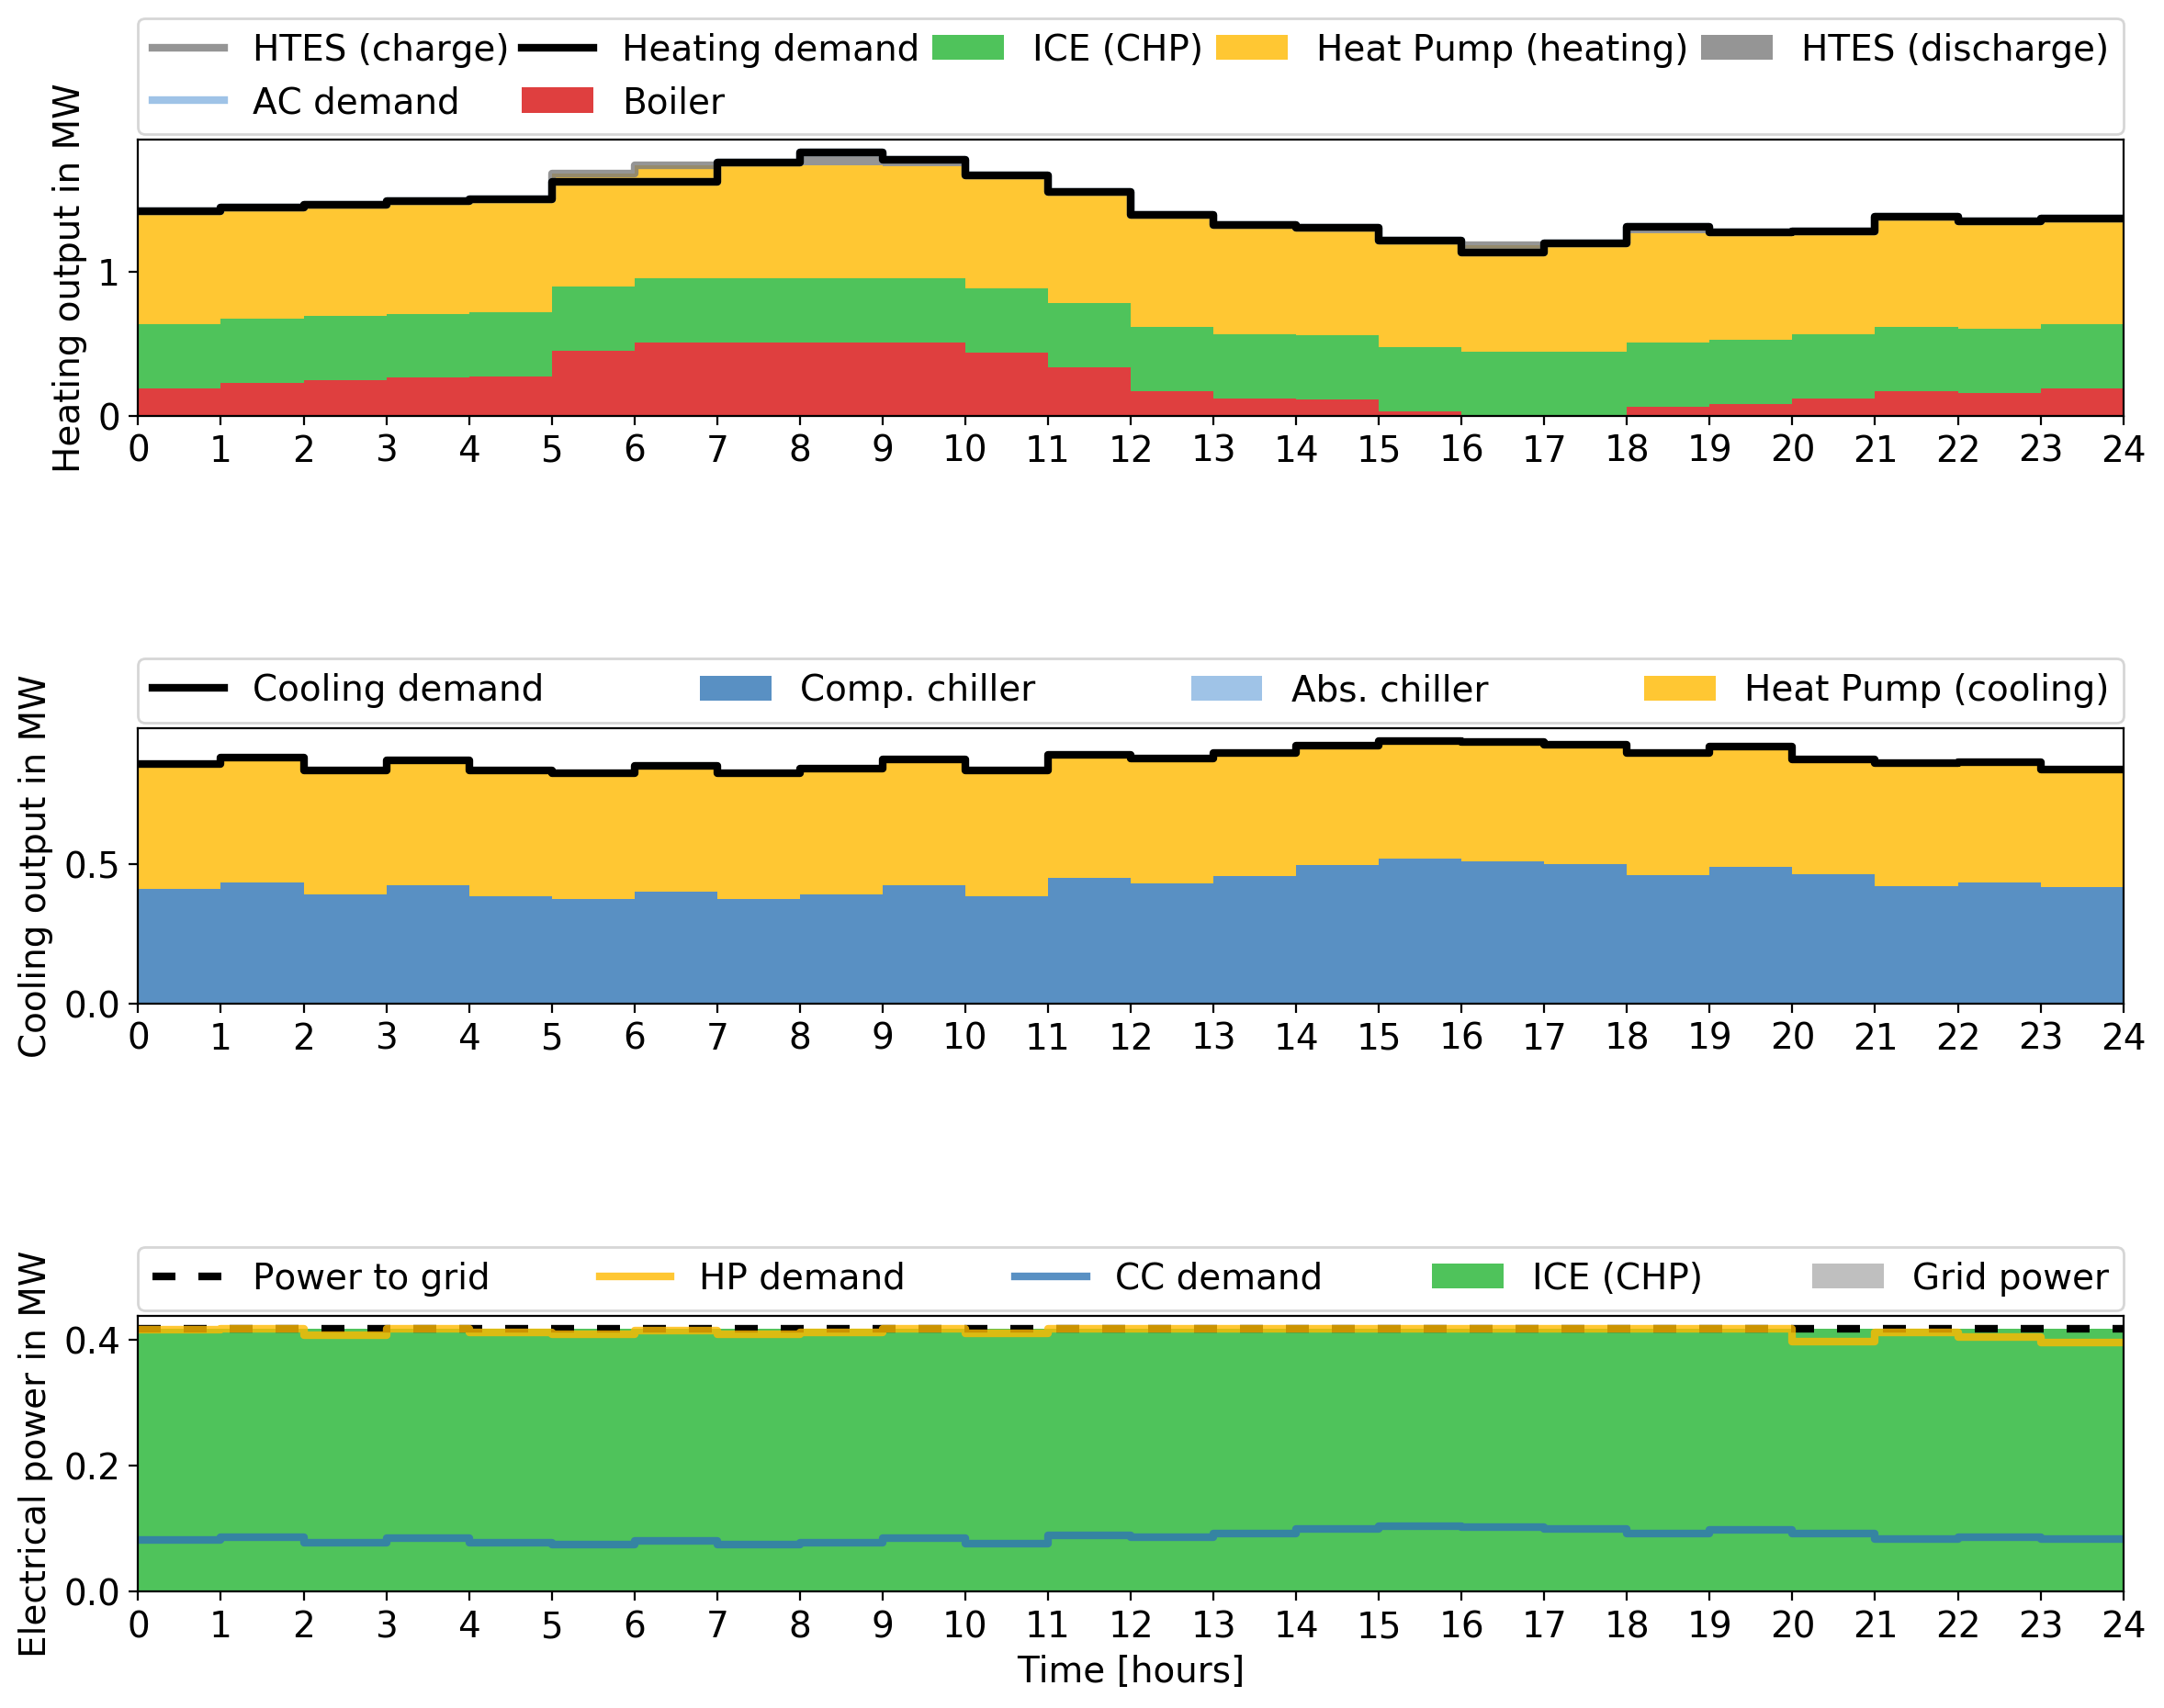 HTES (charge) Heating demand ICE (CHP) Heat Pump (heating) HTES (discharge)
AC demand Boiler
Heating output in MW
1
0
0 1 2 3 4 5 6 7 8 9 10 11 12 13 14 15 16 17 18 19 20 21 22 23 24
Cooling demand Comp. chiller Abs. chiller Heat Pump (cooling)
Cooling output in MW
0.5
0.0
0 1 2 3 4 5 6 7 8 9 10 11 12 13 14 15 16 17 18 19 20 21 22 23 24
Power to grid HP demand CC demand ICE (CHP) Grid power
Electrical power in MW
0.4
0.2
0.0
0 1 2 3 4 5 6 7 8 9 10 11 12 13 14 15 16 17 18 19 20 21 22 23 24
Time [hours]